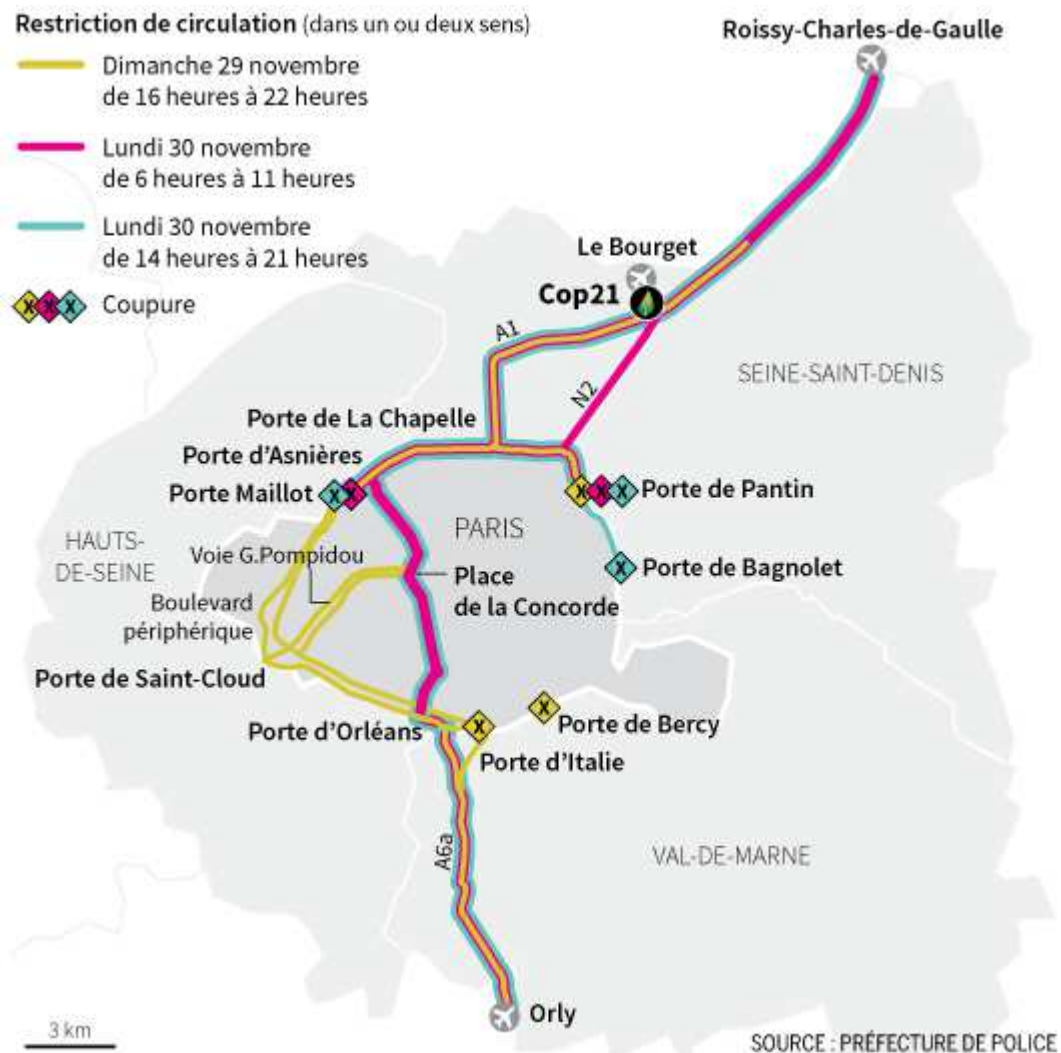 Restriction de circulation (dans un ou deux sens)
Dimanche 29 novembre
de 16 heures à 22 heures
Lundi 30 novembre
de 6 heures à 11 heures
Lundi 30 novembre
de 14 heures à 21 heures
X X X Coupure
Roissy-Charles-de-Gaulle
Le Bourget
Cop21
A1
N2
SEINE-SAINT-DENIS
Porte de La Chapelle
Porte d'Asnières
Porte Maillot
X X
X X X
Porte de Pantin
PARIS
HAUTS-
DE-SEINE
Voie G.Pompidou
X
Porte de Bagnolet
Place
de la Concorde
Boulevard
périphérique
Porte de Saint-Cloud
Porte d'Orléans
X
X
Porte de Bercy
Porte d'Italie
A6a
VAL-DE-MARNE
Orly
3 km
SOURCE : PRÉFECTURE DE POLICE